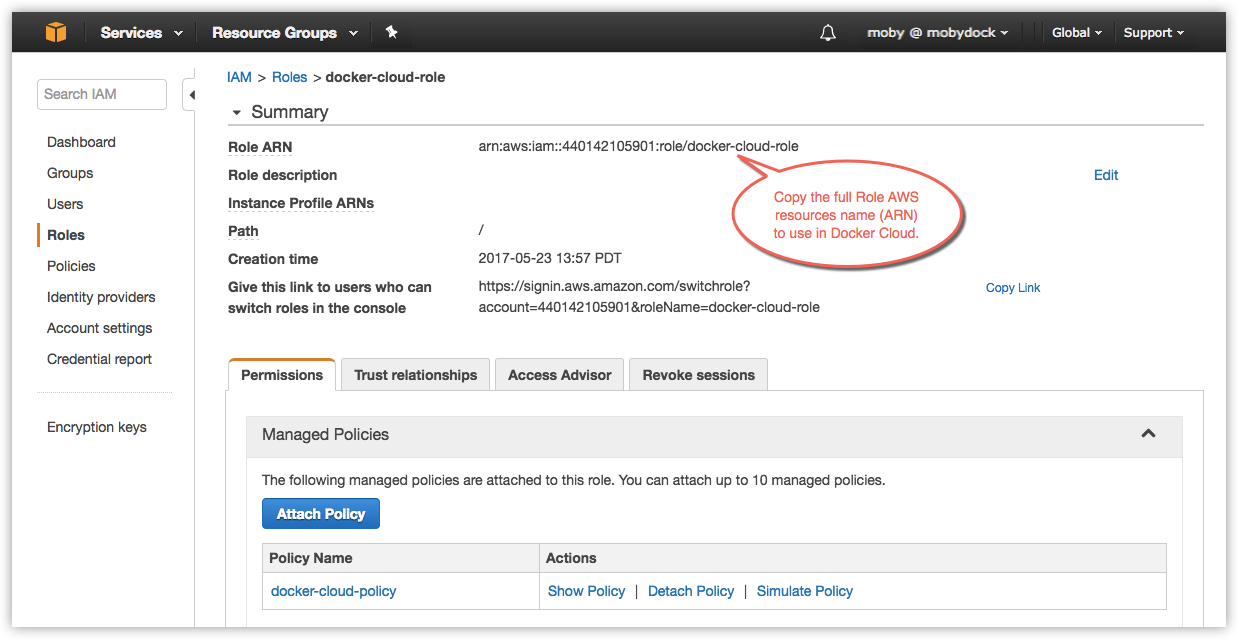 Services Resource Groups moby @ mobydock Global Support
IAM > Roles > docker-cloud-role
Search IAM
Dashboard
Groups
Users
Roles
Policies
Identity providers
Account settings
Credential report
Encryption keys
Summary
Role ARN arn:aws:iam::440142105901:role/docker-cloud-role
Role description Edit
Instance Profile ARNs
Path /
Creation time 2017-05-23 13:57 PDT
Give this link to users who can https://signin.aws.amazon.com/switchrole? Copy Link
switch roles in the console account=440142105901&roleName=docker-cloud-role
Copy the full Role AWS
resources name (ARN)
to use in Docker Cloud.
Permissions Trust relationships Access Advisor Revoke sessions
Managed Policies
The following managed policies are attached to this role. You can attach up to 10 managed policies.
Attach Policy
Policy Name Actions
docker-cloud-policy Show Policy | Detach Policy | Simulate Policy